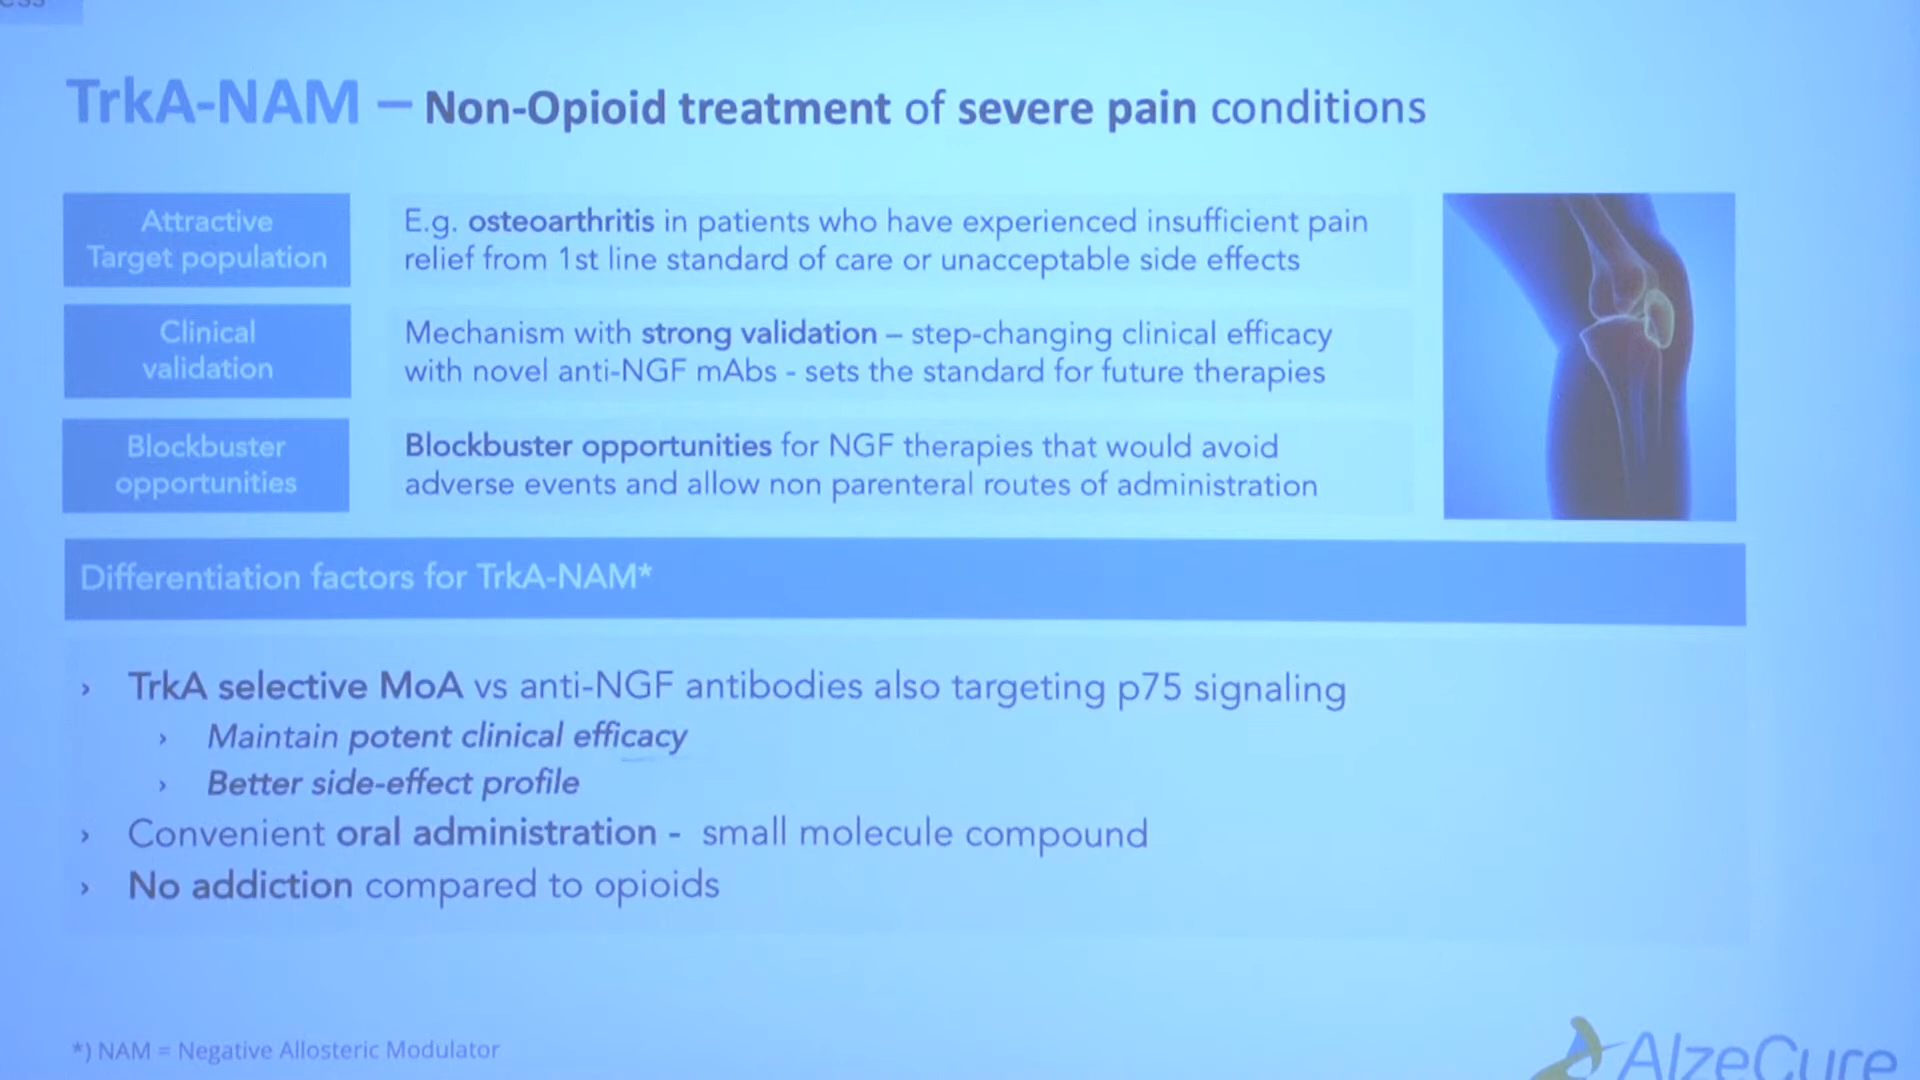 TrkA-NAM – Non-Opioid treatment of severe pain conditions
Attractive
Target population
E.g. osteoarthritis in patients who have experienced insufficient pain
relief from 1st line standard of care or unacceptable side effects
Clinical
validation
Mechanism with strong validation – step-changing clinical efficacy
with novel anti-NGF mAbs - sets the standard for future therapies
Blockbuster
opportunities
Blockbuster opportunities for NGF therapies that would avoid
adverse events and allow non parenteral routes of administration
Differentiation factors for TrkA-NAM*
› TrkA selective MoA vs anti-NGF antibodies also targeting p75 signaling
› Maintain potent clinical efficacy
› Better side-effect profile
› Convenient oral administration - small molecule compound
› No addiction compared to opioids
*) NAM = Negative Allosteric Modulator
AlzeCure